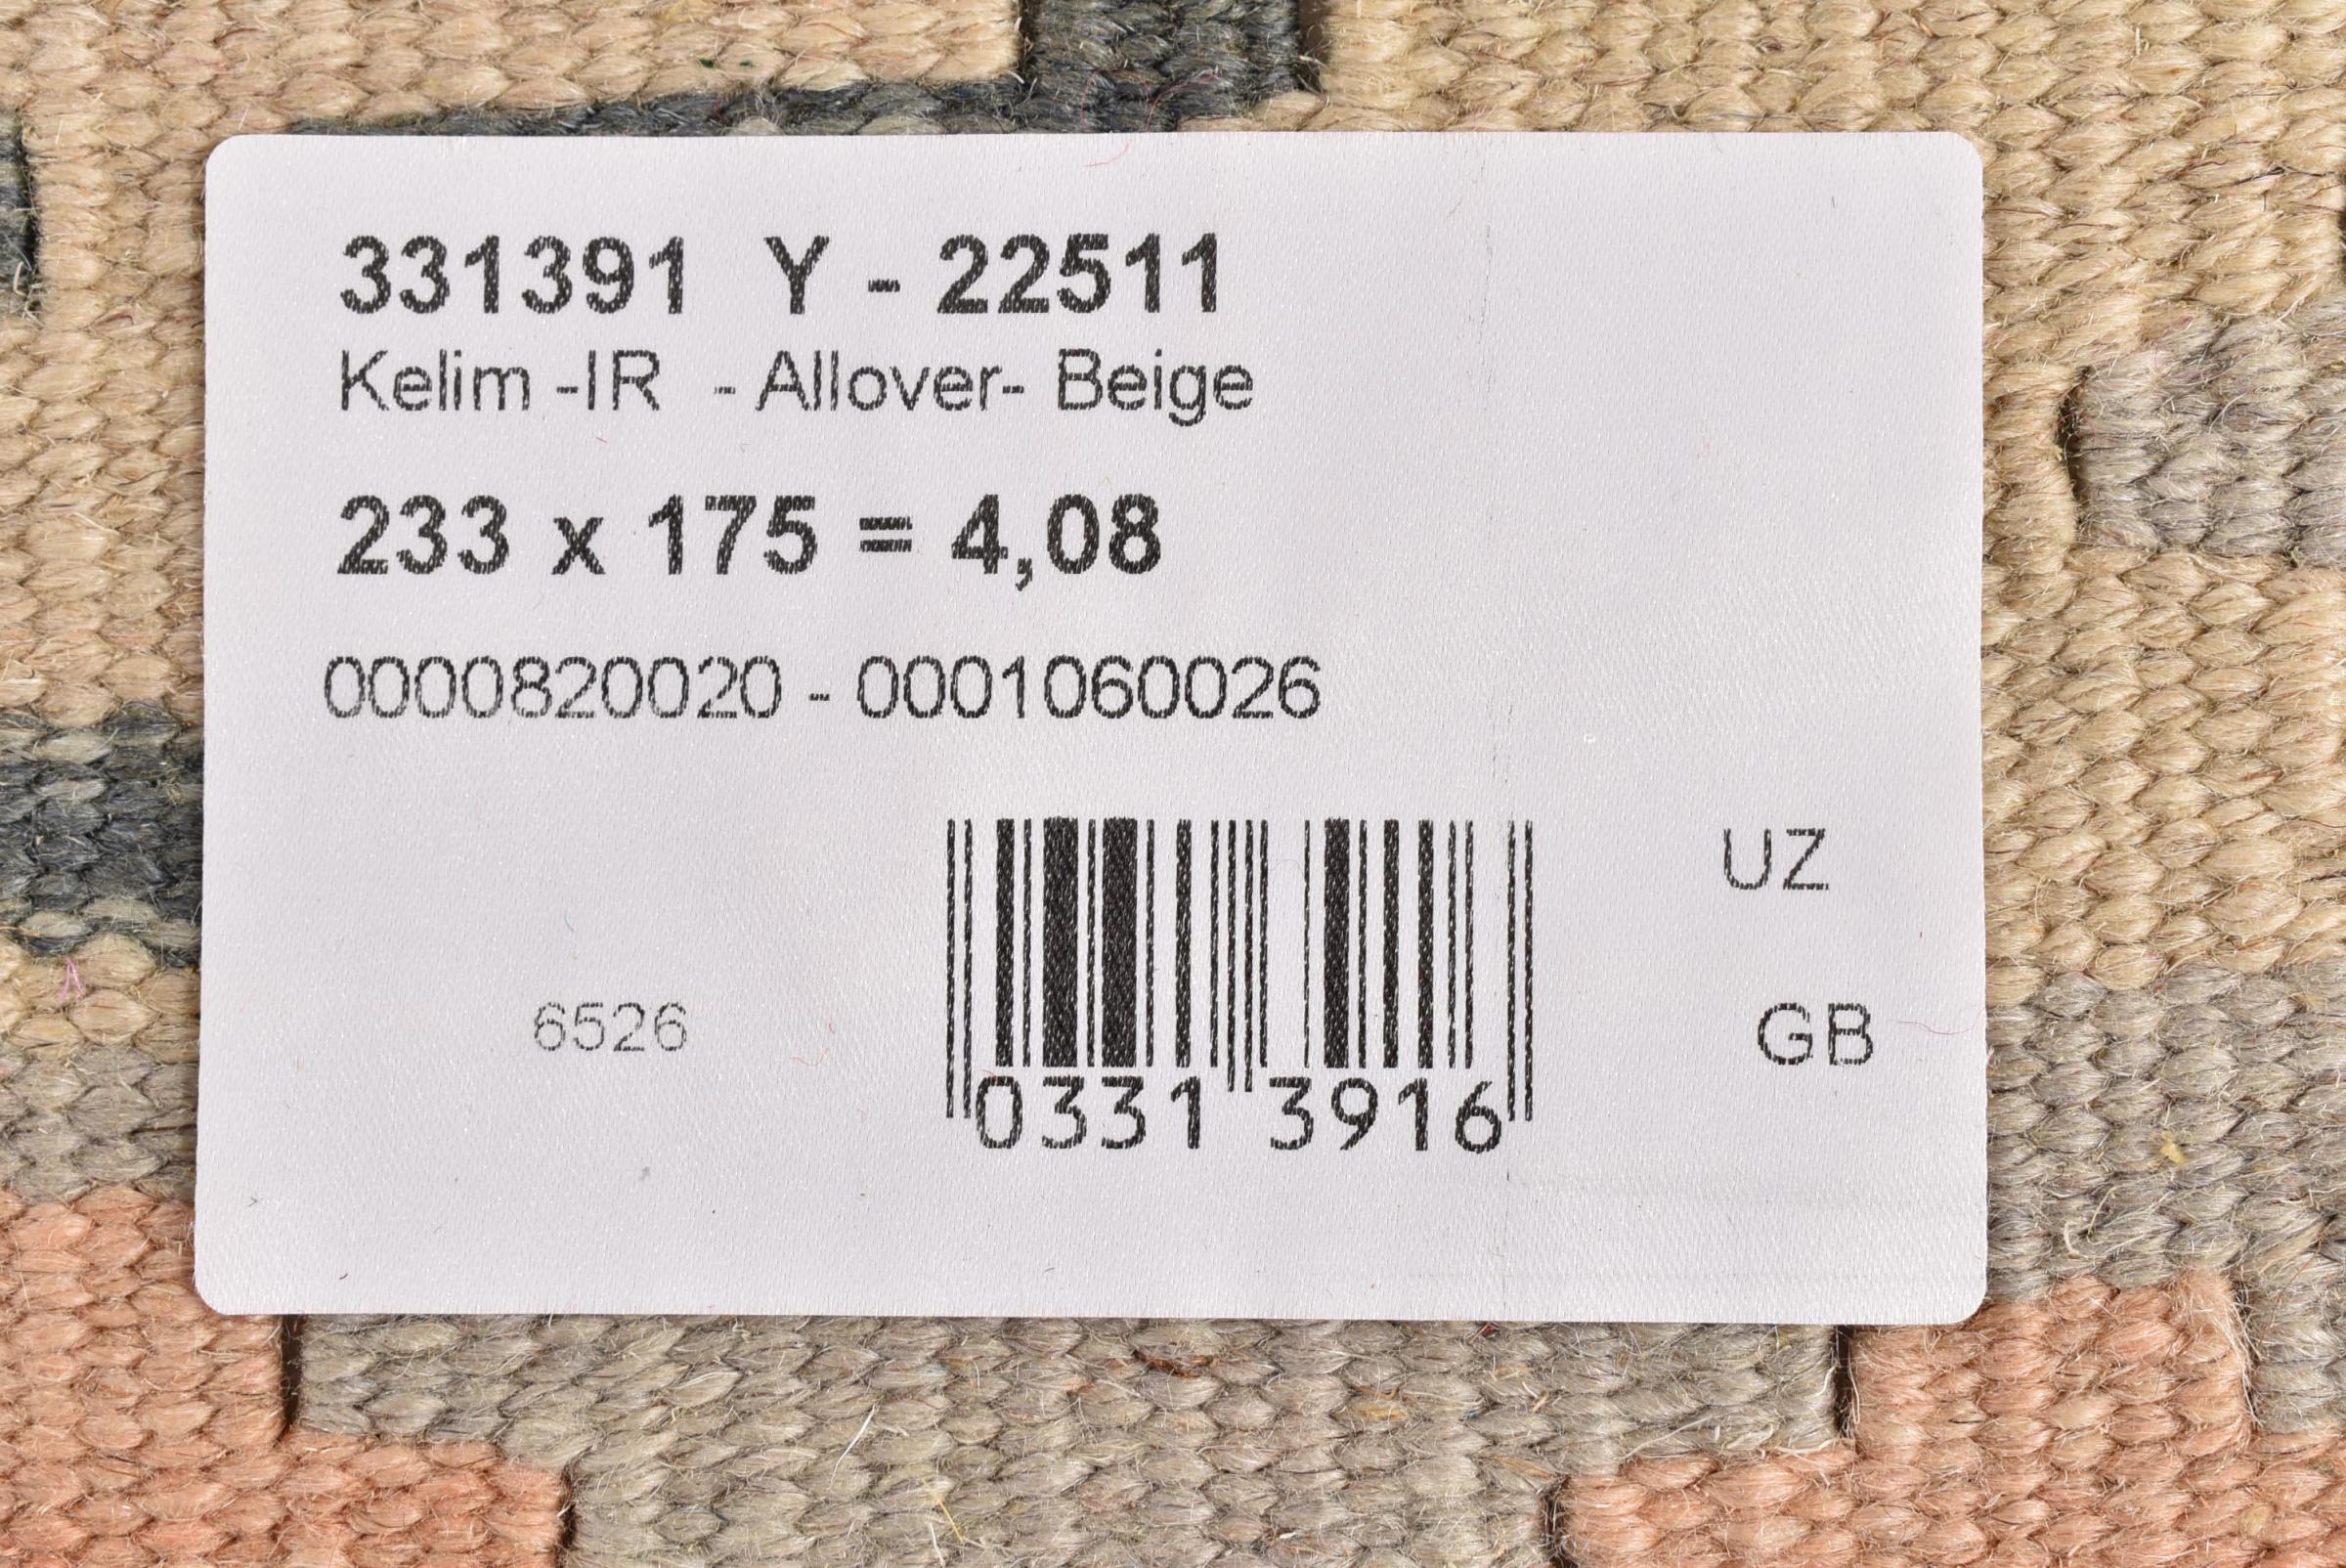 331391 Y - 22511
Kelim -IR - Allover- Beige
233 x 175 = 4,08
0000820020 - 0001060026
UZ
6526
GB
0331 3916